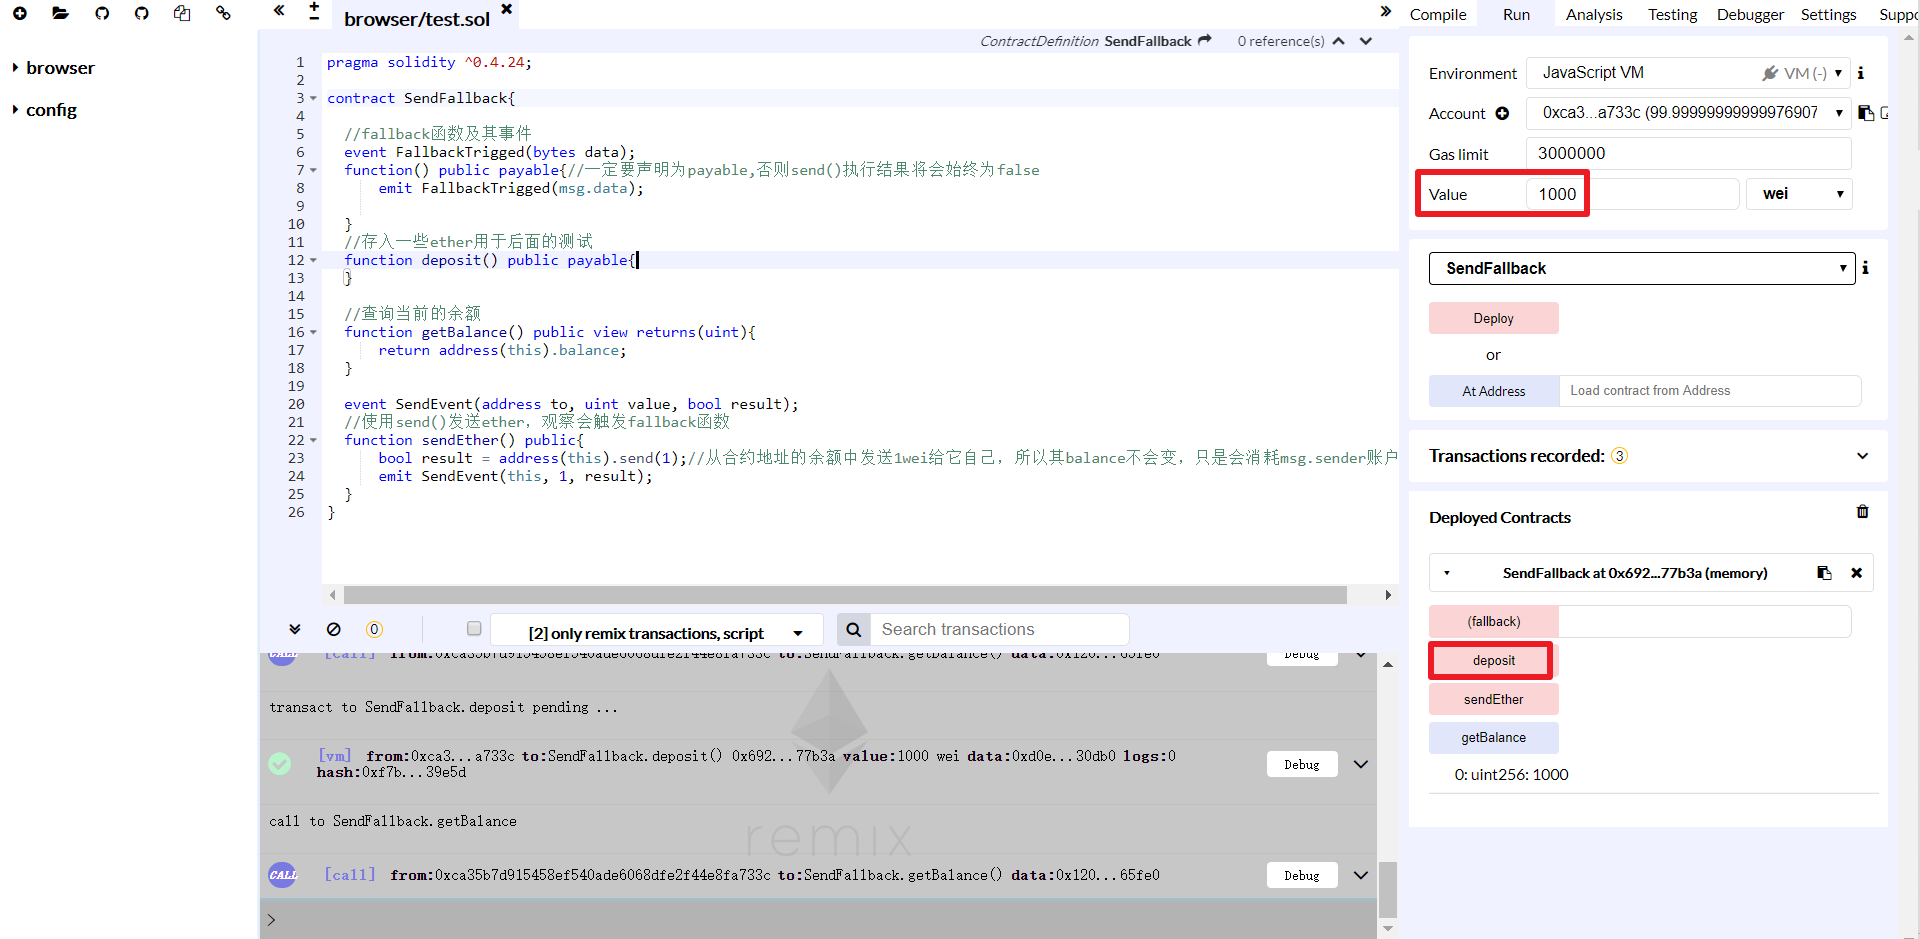 browser/test.sol
Compile Run Analysis Testing Debugger Settings Suppo
browser
config
ContractDefinition SendFallback 0 reference(s)
1 pragma solidity ^0.4.24;
2
3 contract SendFallback{
4
5 //fallback函数及其事件
6 event FallbackTrigged(bytes data);
7 function() public payable{//一定要声明为payable,否则send()执行结果将会始终为false
8 emit FallbackTrigged(msg.data);
9
10 }
11 //存入一些ether用于后面的测试
12 function deposit() public payable{
13 }
14
15 //查询当前的余额
16 function getBalance() public view returns(uint){
17 return address(this).balance;
18 }
19
20 event SendEvent(address to, uint value, bool result);
21 //使用send()发送ether，观察会触发fallback函数
22 function sendEther() public{
23 bool result = address(this).send(1);//从合约地址的余额中发送1wei给它自己，所以其balance不会变，只是会消耗msg.sender账户
24 emit SendEvent(this, 1, result);
25 }
26 }
0 [2] only remix transactions, script Search transactions
CALL [call] from:0xca35b7d915458ef540ade6068dfe2f44e8fa733c to:SendFallback.getBalance() data:0x120...65fe0 Debug
transact to SendFallback.deposit pending ...
[vm] from:0xca3...a733c to:SendFallback.deposit() 0x692...77b3a value:1000 wei data:0xd0e...30db0 logs:0
hash:0xf7b...39e5d
Debug
call to SendFallback.getBalance
remix
CALL [call] from:0xca35b7d915458ef540ade6068dfe2f44e8fa733c to:SendFallback.getBalance() data:0x120...65fe0 Debug
>
Environment JavaScript VM VM (-)
Account 0xca3...a733c (99.99999999999976907
Gas limit 3000000
Value 1000 wei
SendFallback
Deploy
or
At Address Load contract from Address
Transactions recorded: 3
Deployed Contracts
SendFallback at 0x692...77b3a (memory)
(fallback)
deposit
sendEther
getBalance
0: uint256: 1000